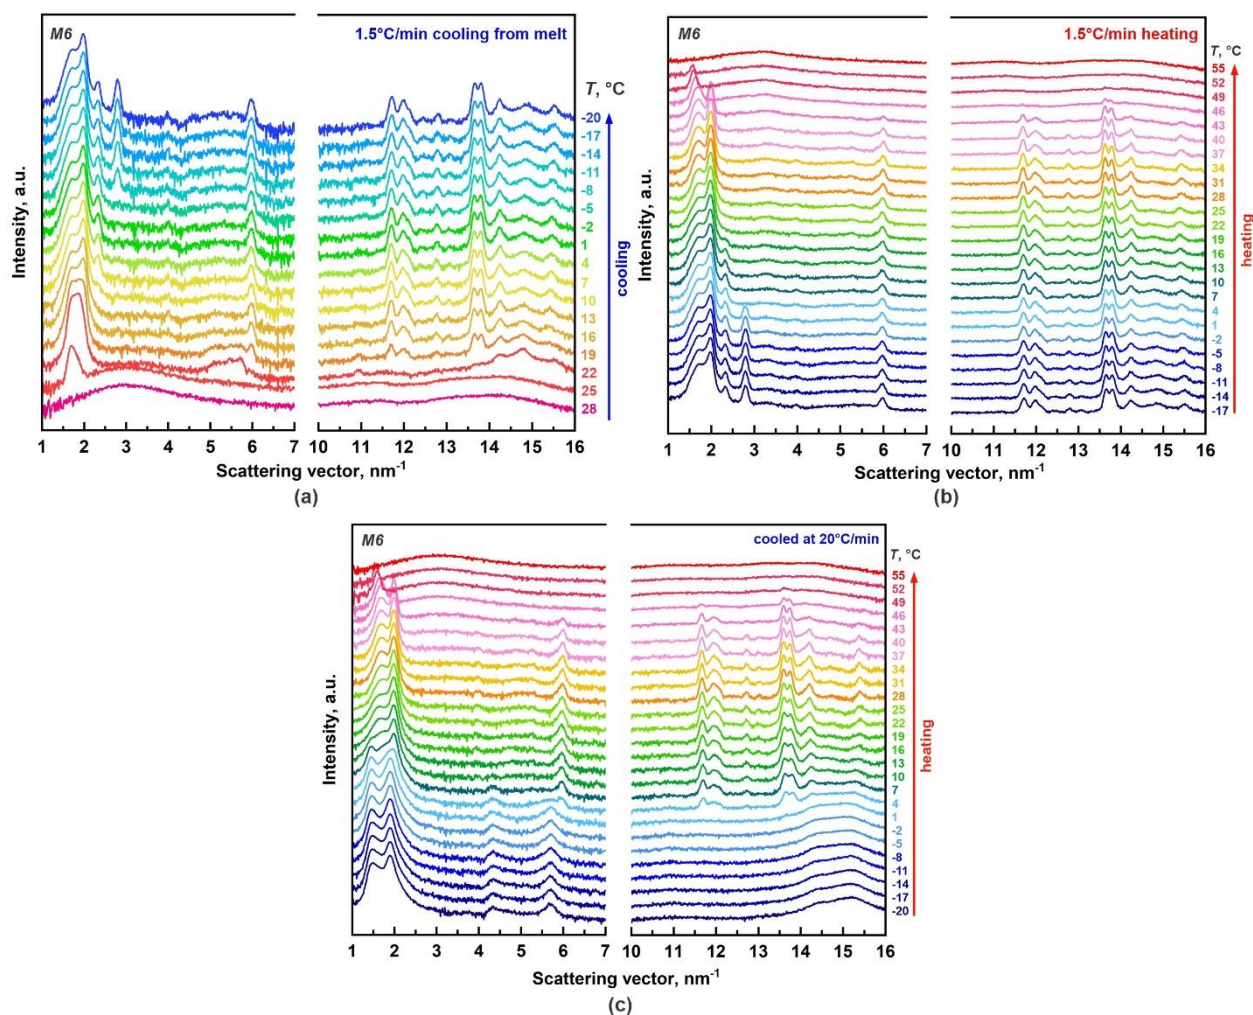 M6
1.5°C/min cooling from melt
T, °C
-20
-17
-14
-11
-8
-5
-2
1
4
7
10
13
16
19
22
25
28
cooling
Intensity, a.u.
1 2 3 4 5 6 7 10 11 12 13 14 15 16
Scattering vector, nm⁻¹
(a)
M6
1.5°C/min heating
T, °C
55
52
49
46
43
40
37
34
31
28
25
22
19
16
13
10
7
4
1
-2
-5
-8
-11
-14
-17
heating
Intensity, a.u.
1 2 3 4 5 6 7 10 11 12 13 14 15 16
Scattering vector, nm⁻¹
(b)
M6
cooled at 20°C/min
T, °C
55
52
49
46
43
40
37
34
31
28
25
22
19
16
13
10
7
4
1
-2
-5
-8
-11
-14
-17
-20
heating
Intensity, a.u.
1 2 3 4 5 6 7 10 11 12 13 14 15 16
Scattering vector, nm⁻¹
(c)